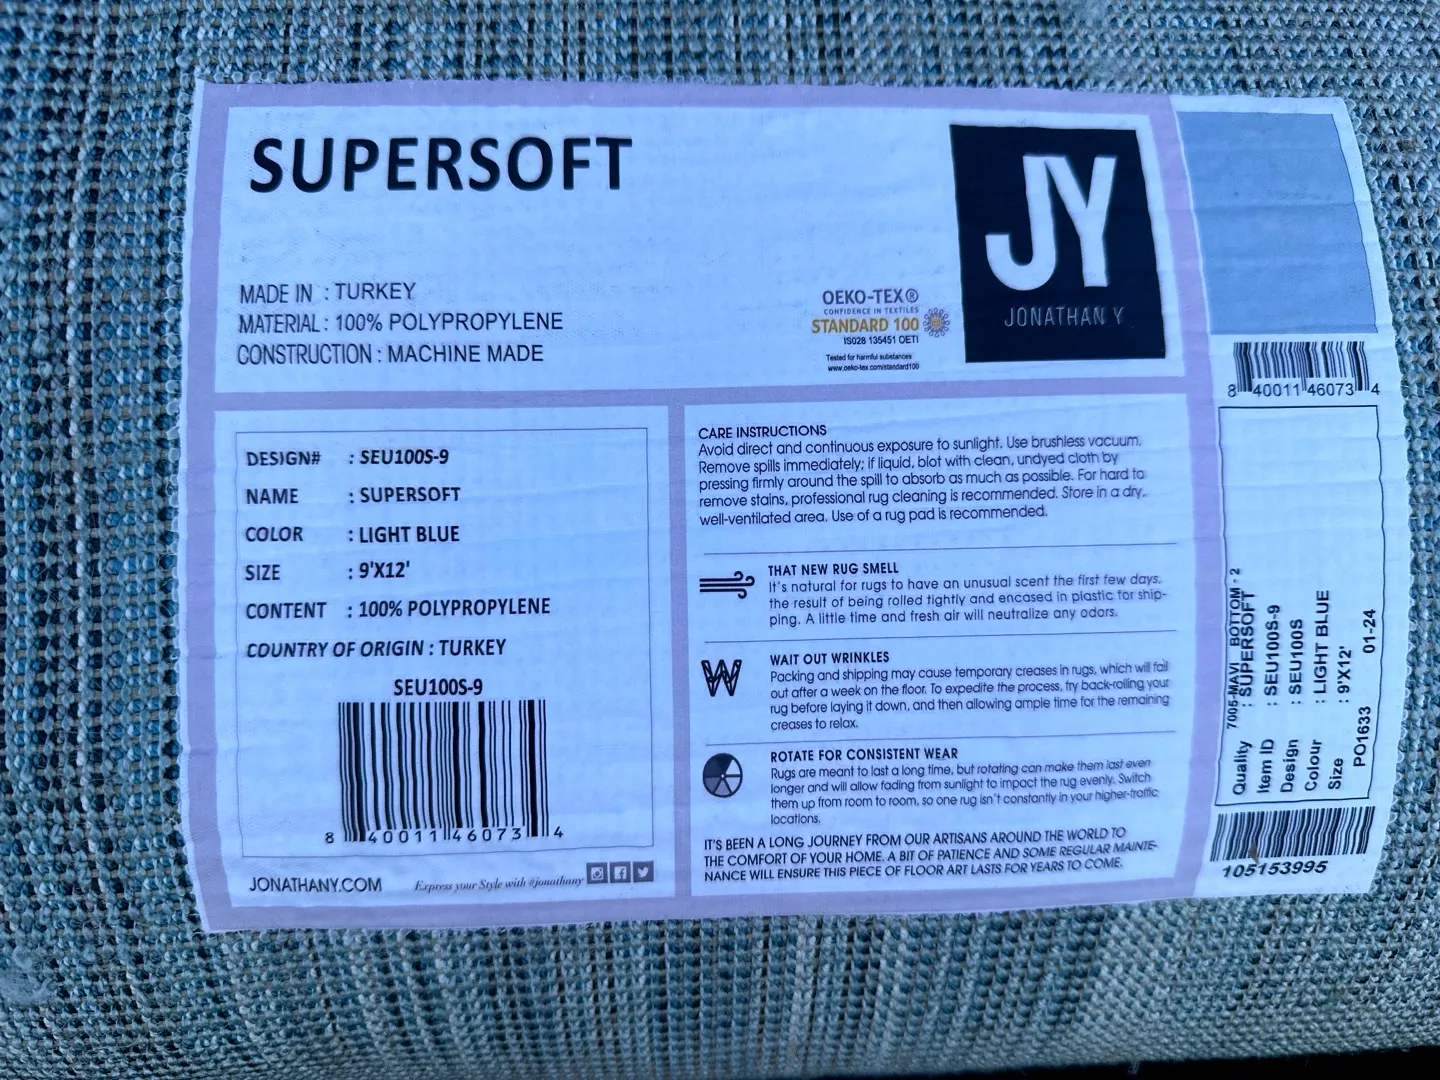 SUPERSOFT
MADE IN : TURKEY
MATERIAL : 100% POLYPROPYLENE
CONSTRUCTION : MACHINE MADE
OEKO-TEX®
CONFIDENCE IN TEXTILES
STANDARD 100
IS028 135451 OETI
Tested for harmful substances
www.oeko-tex.com/standard100
JY
JONATHAN Y
DESIGN# : SEU100S-9
NAME : SUPERSOFT
COLOR : LIGHT BLUE
SIZE : 9'X12'
CONTENT : 100% POLYPROPYLENE
COUNTRY OF ORIGIN : TURKEY
SEU100S-9
8 40011 46073 4
JONATHANY.COM
Express your Style with #jonathany
CARE INSTRUCTIONS
Avoid direct and continuous exposure to sunlight. Use brushless vacuum.
Remove spills immediately; if liquid, blot with clean, undyed cloth by
pressing firmly around the spill to absorb as much as possible. For hard to
remove stains, professional rug cleaning is recommended. Store in a dry,
well-ventilated area. Use of a rug pad is recommended.
THAT NEW RUG SMELL
It's natural for rugs to have an unusual scent the first few days,
the result of being rolled tightly and encased in plastic for ship-
ping. A little time and fresh air will neutralize any odors.
WAIT OUT WRINKLES
Packing and shipping may cause temporary creases in rugs, which will fall
out after a week on the floor. To expedite the process, try back-rolling your
rug before laying it down, and then allowing ample time for the remaining
creases to relax.
ROTATE FOR CONSISTENT WEAR
Rugs are meant to last a long time, but rotating can make them last even
longer and will allow fading from sunlight to impact the rug evenly. Switch
them up from room to room, so one rug isn't constantly in your higher-traffic
locations.
IT'S BEEN A LONG JOURNEY FROM OUR ARTISANS AROUND THE WORLD TO
THE COMFORT OF YOUR HOME. A BIT OF PATIENCE AND SOME REGULAR MAINTE-
NANCE WILL ENSURE THIS PIECE OF FLOOR ART LASTS FOR YEARS TO COME.
8 40011 46073 4
7005-MAVI BOTTOM - 2
Quality : SUPERSOFT
Item ID : SEU100S-9
Design : SEU100S
Colour : LIGHT BLUE
Size : 9'X12'
PO1633 01-24
105153995